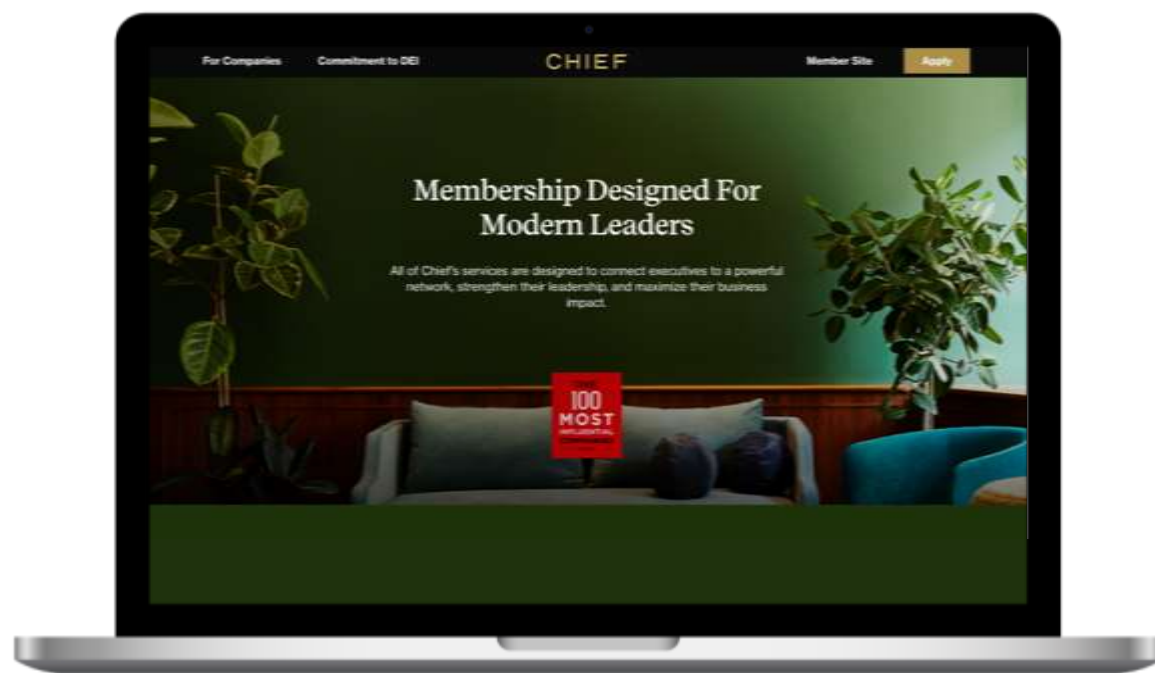 For Companies
Commitment to DEI
CHIEF
Member Site
Apply
Membership Designed For
Modern Leaders
All of Chief's services are designed to connect executives to a powerful
network, strengthen their leadership, and maximize their business
impact.
100
MOST
INFLUENTIAL